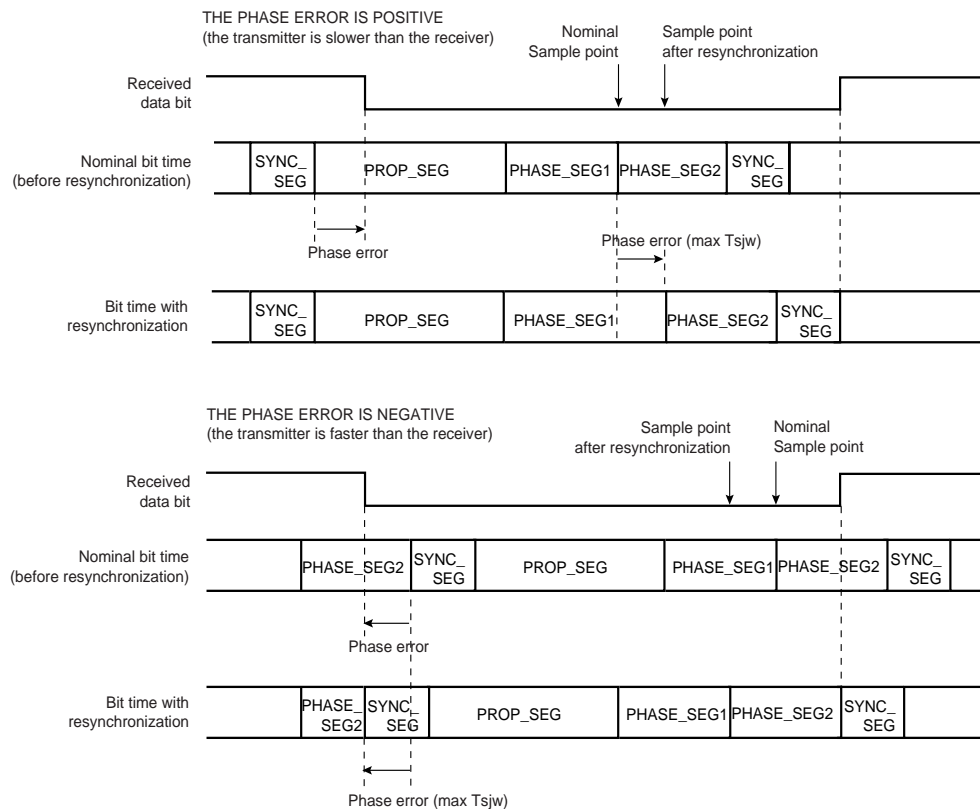 THE PHASE ERROR IS POSITIVE
(the transmitter is slower than the receiver)
Nominal
Sample point
Sample point
after resynchronization
Received
data bit
Nominal bit time
(before resynchronization)
SYNC_
SEG
PROP_SEG
PHASE_SEG1
PHASE_SEG2
SYNC_
SEG
Phase error
Phase error (max Tsjw)
Bit time with
resynchronization
SYNC_
SEG
PROP_SEG
PHASE_SEG1
PHASE_SEG2
SYNC_
SEG
THE PHASE ERROR IS NEGATIVE
(the transmitter is faster than the receiver)
Sample point
after resynchronization
Nominal
Sample point
Received
data bit
Nominal bit time
(before resynchronization)
PHASE_SEG2
SYNC_
SEG
PROP_SEG
PHASE_SEG1
PHASE_SEG2
SYNC_
SEG
Phase error
Bit time with
resynchronization
PHASE_
SEG2
SYNC_
SEG
PROP_SEG
PHASE_SEG1
PHASE_SEG2
SYNC_
SEG
Phase error (max Tsjw)